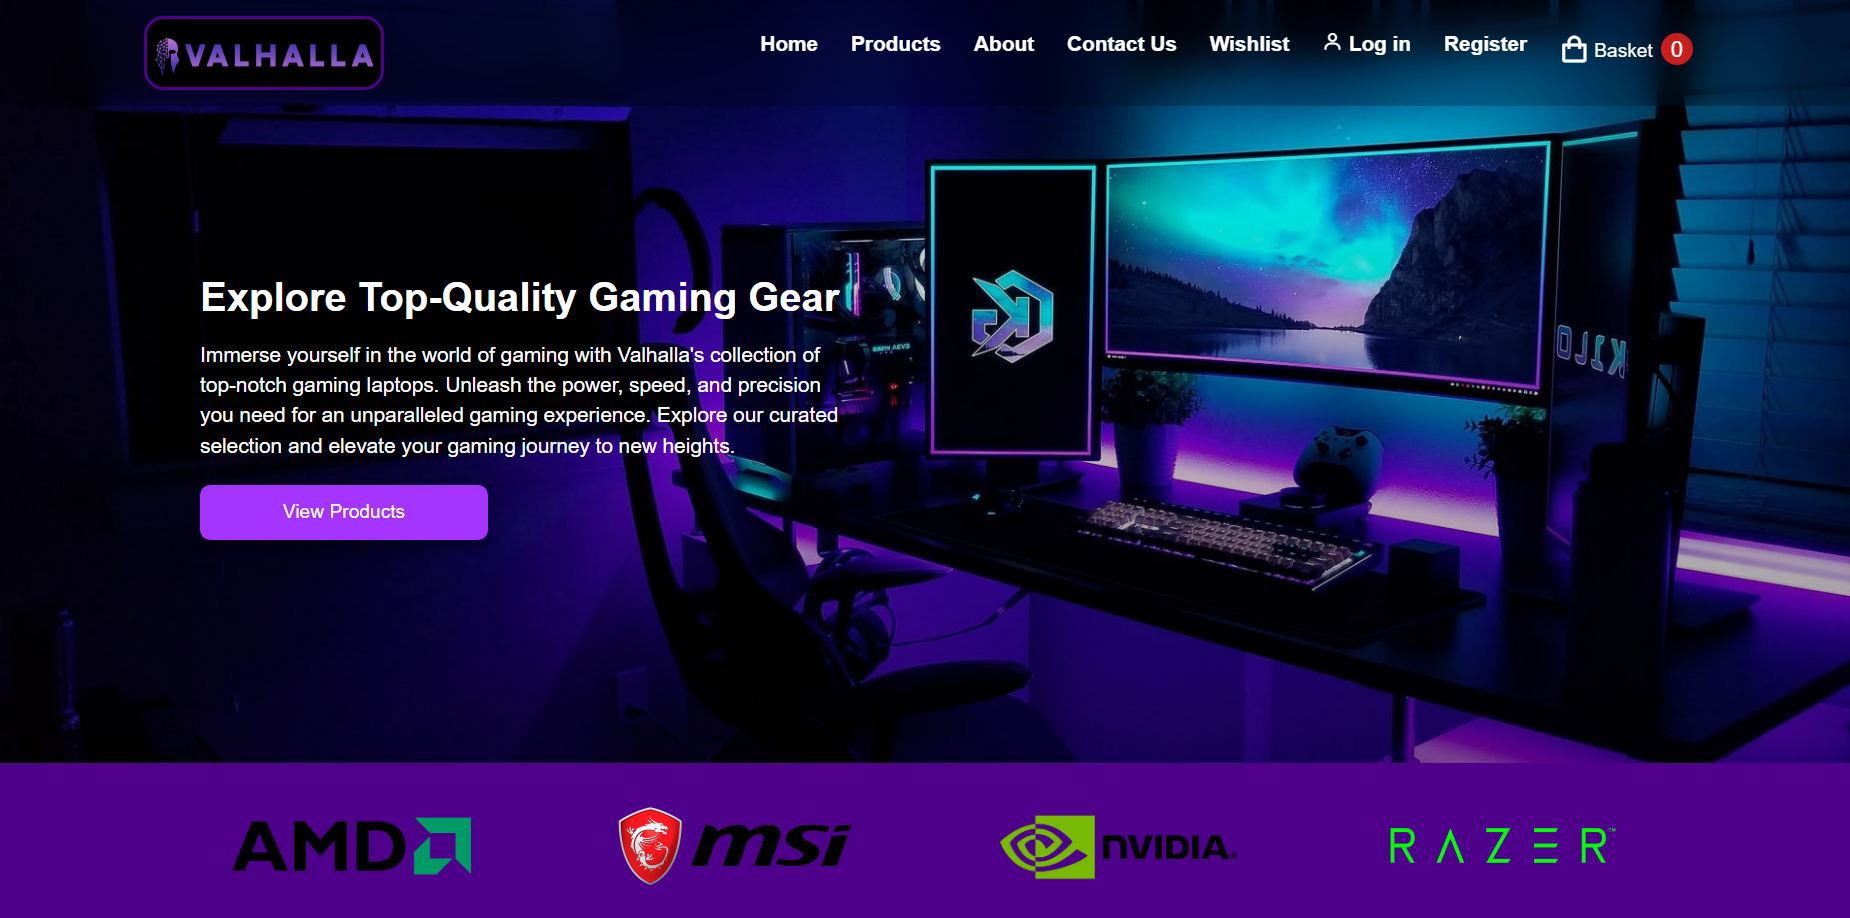 VALHALLA
Home Products About Contact Us Wishlist Log in Register Basket 0
Explore Top-Quality Gaming Gear
Immerse yourself in the world of gaming with Valhalla's collection of
top-notch gaming laptops. Unleash the power, speed, and precision
you need for an unparalleled gaming experience. Explore our curated
selection and elevate your gaming journey to new heights.
View Products
AMD
msi
NVIDIA®
RAZER™